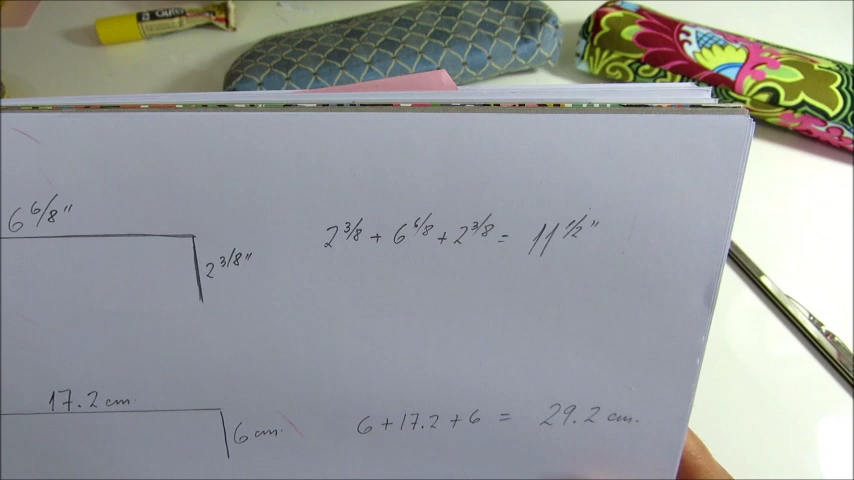 6 6/8"
2 3/8"
2 3/8 + 6 6/8 + 2 3/8 = 11 1/2"
17.2 cm.
6 cm.
6 + 17.2 + 6 = 29.2 cm.